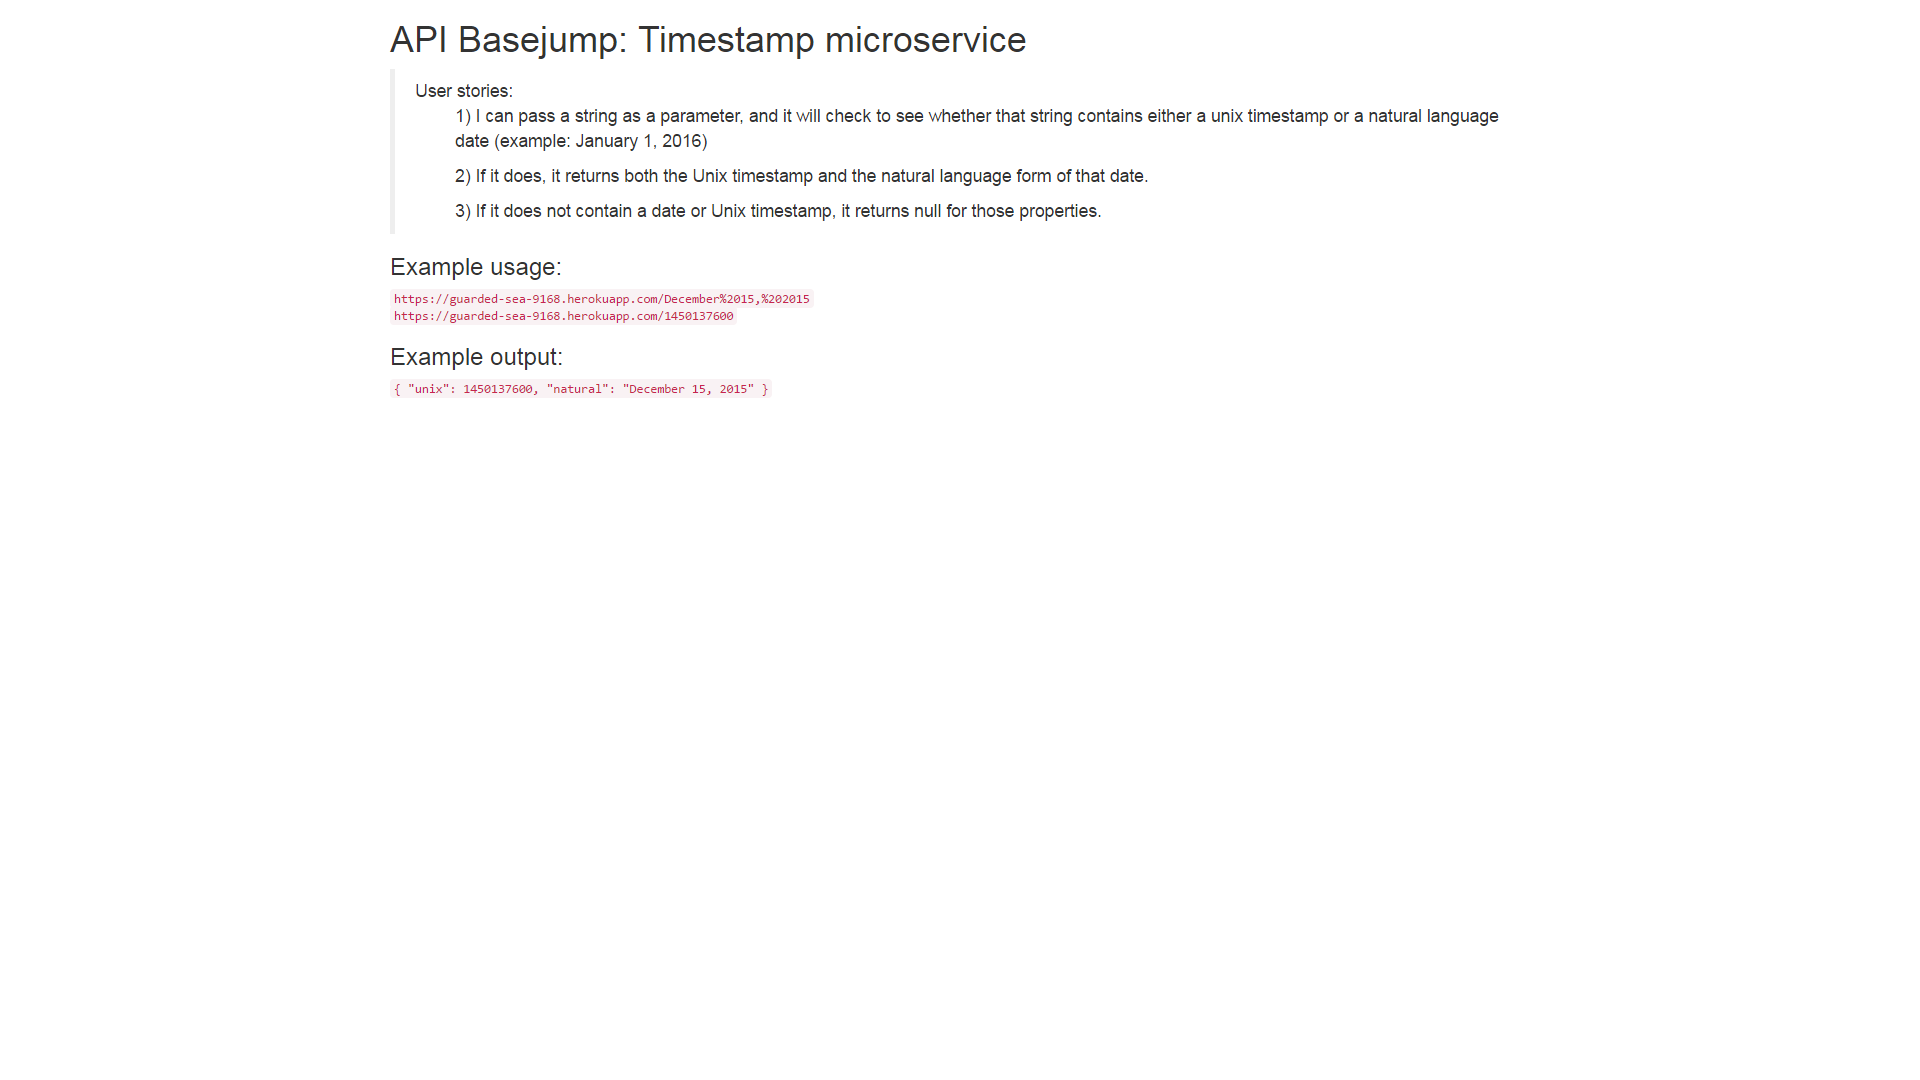 API Basejump: Timestamp microservice
User stories:
1) I can pass a string as a parameter, and it will check to see whether that string contains either a unix timestamp or a natural language
date (example: January 1, 2016)
2) If it does, it returns both the Unix timestamp and the natural language form of that date.
3) If it does not contain a date or Unix timestamp, it returns null for those properties.
Example usage:
https://guarded-sea-9168.herokuapp.com/December%2015,%202015
https://guarded-sea-9168.herokuapp.com/1450137600
Example output:
{ "unix": 1450137600, "natural": "December 15, 2015" }